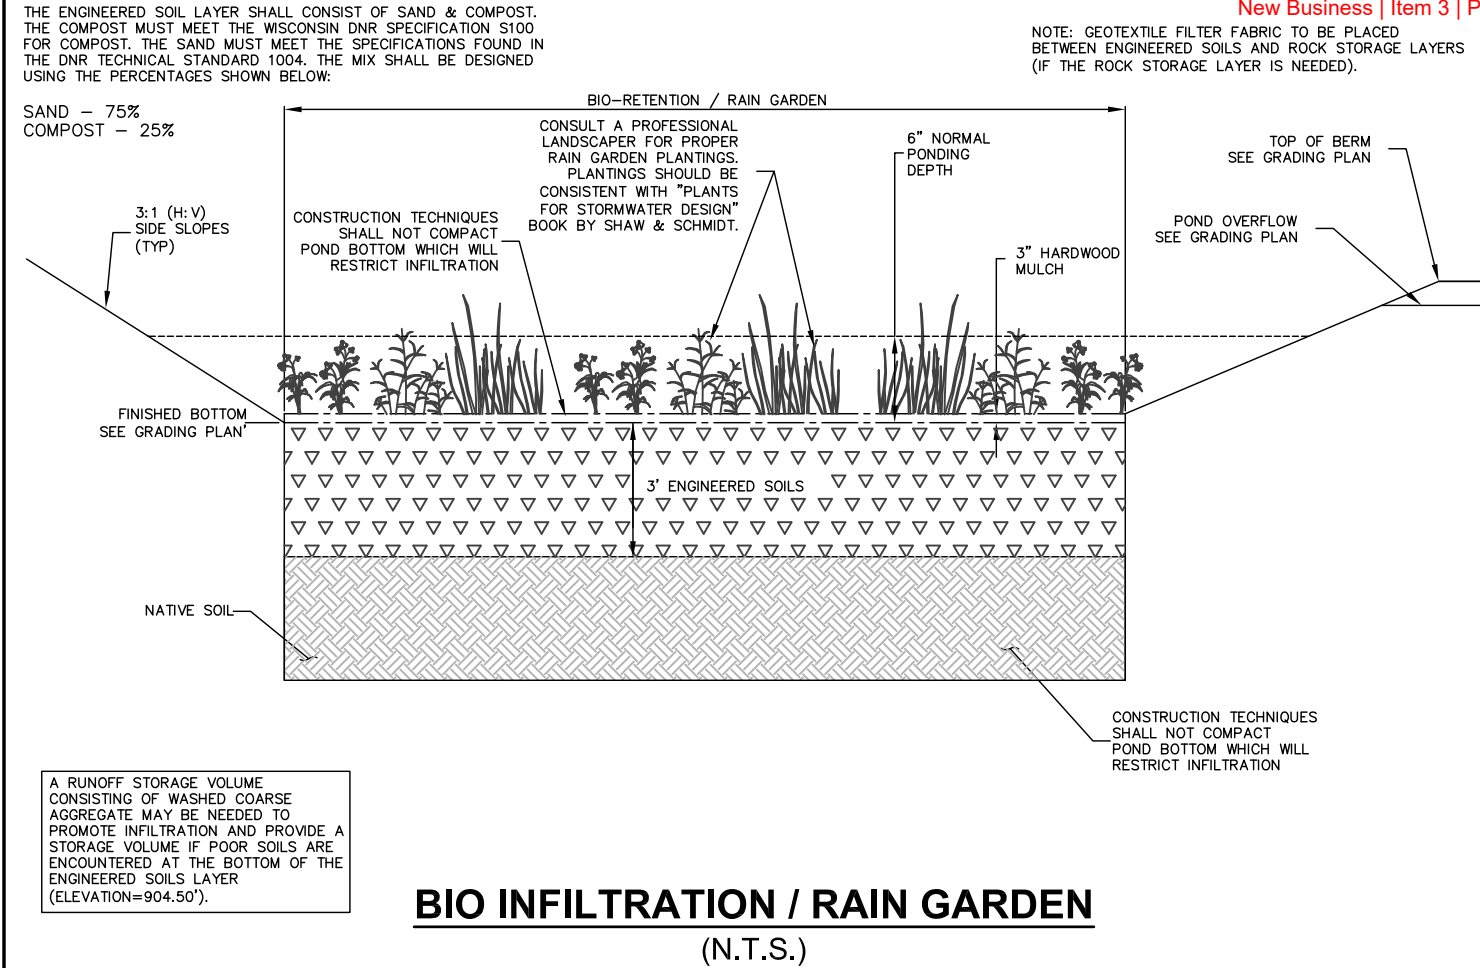 THE ENGINEERED SOIL LAYER SHALL CONSIST OF SAND & COMPOST.
THE COMPOST MUST MEET THE WISCONSIN DNR SPECIFICATION S100
FOR COMPOST. THE SAND MUST MEET THE SPECIFICATIONS FOUND IN
THE DNR TECHNICAL STANDARD 1004. THE MIX SHALL BE DESIGNED
USING THE PERCENTAGES SHOWN BELOW:
SAND – 75%
COMPOST – 25%
New Business | Item 3 | P
NOTE: GEOTEXTILE FILTER FABRIC TO BE PLACED
BETWEEN ENGINEERED SOILS AND ROCK STORAGE LAYERS
(IF THE ROCK STORAGE LAYER IS NEEDED).
BIO–RETENTION / RAIN GARDEN
CONSULT A PROFESSIONAL
LANDSCAPER FOR PROPER
RAIN GARDEN PLANTINGS.
PLANTINGS SHOULD BE
CONSISTENT WITH "PLANTS
FOR STORMWATER DESIGN"
BOOK BY SHAW & SCHMIDT.
6" NORMAL
PONDING
DEPTH
TOP OF BERM
SEE GRADING PLAN
3:1 (H:V)
SIDE SLOPES
(TYP)
CONSTRUCTION TECHNIQUES
SHALL NOT COMPACT
POND BOTTOM WHICH WILL
RESTRICT INFILTRATION
POND OVERFLOW
SEE GRADING PLAN
3" HARDWOOD
MULCH
FINISHED BOTTOM
SEE GRADING PLAN'
3' ENGINEERED SOILS
NATIVE SOIL
CONSTRUCTION TECHNIQUES
SHALL NOT COMPACT
POND BOTTOM WHICH WILL
RESTRICT INFILTRATION
A RUNOFF STORAGE VOLUME
CONSISTING OF WASHED COARSE
AGGREGATE MAY BE NEEDED TO
PROMOTE INFILTRATION AND PROVIDE A
STORAGE VOLUME IF POOR SOILS ARE
ENCOUNTERED AT THE BOTTOM OF THE
ENGINEERED SOILS LAYER
(ELEVATION=904.50').
BIO INFILTRATION / RAIN GARDEN
(N.T.S.)